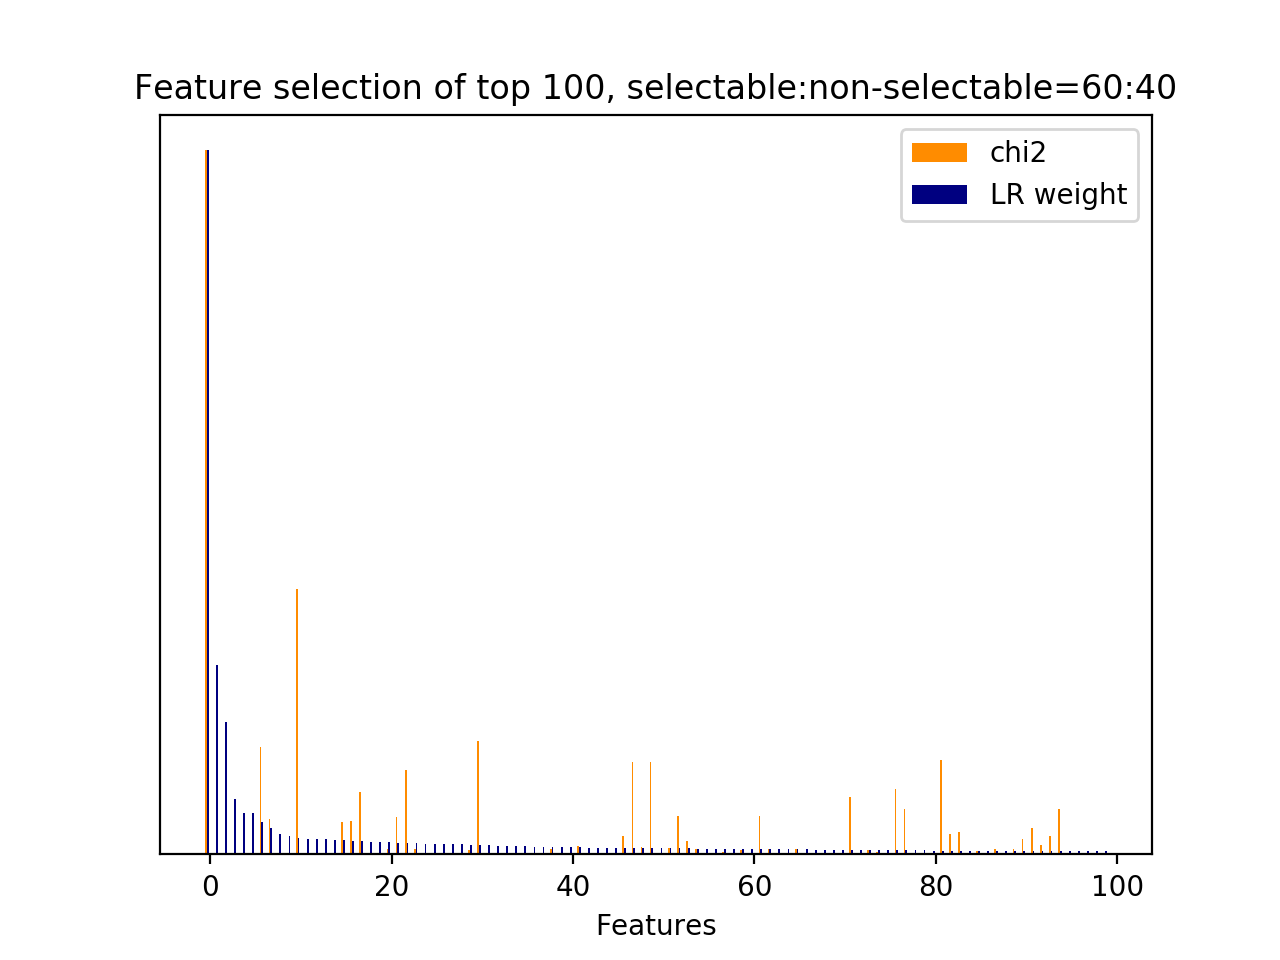 Feature selection of top 100, selectable:non-selectable=60:40
chi2
LR weight
0 20 40 60 80 100
Features